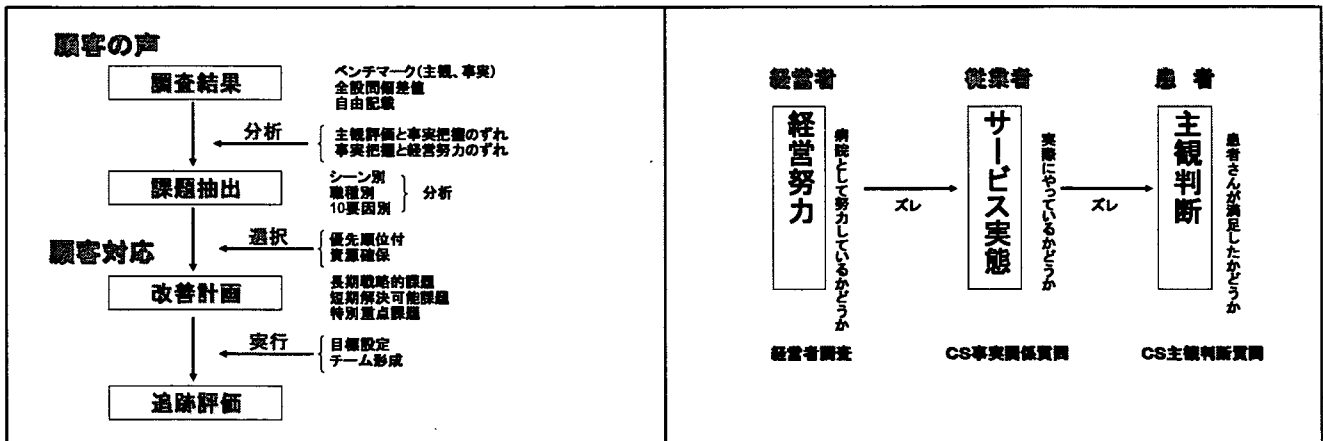 顧客の声
調査結果
ベンチマーク(主観、事実)
全設問偏差値
自由記載
分析
主観評価と事実把握のずれ
事実把握と経営努力のずれ
課題抽出
シーン別
職種別
10要因別
分析
顧客対応
選択
優先順位付
資源確保
改善計画
長期戦略的課題
短期解決可能課題
特別重点課題
実行
目標設定
チーム形成
追跡評価
経営者
経営努力
病院として努力しているかどうか
経営者調査
ズレ
従業者
サービス実態
実際にやっているかどうか
CS事実関係質問
ズレ
患者
主観判断
患者さんが満足したかどうか
CS主観判断質問